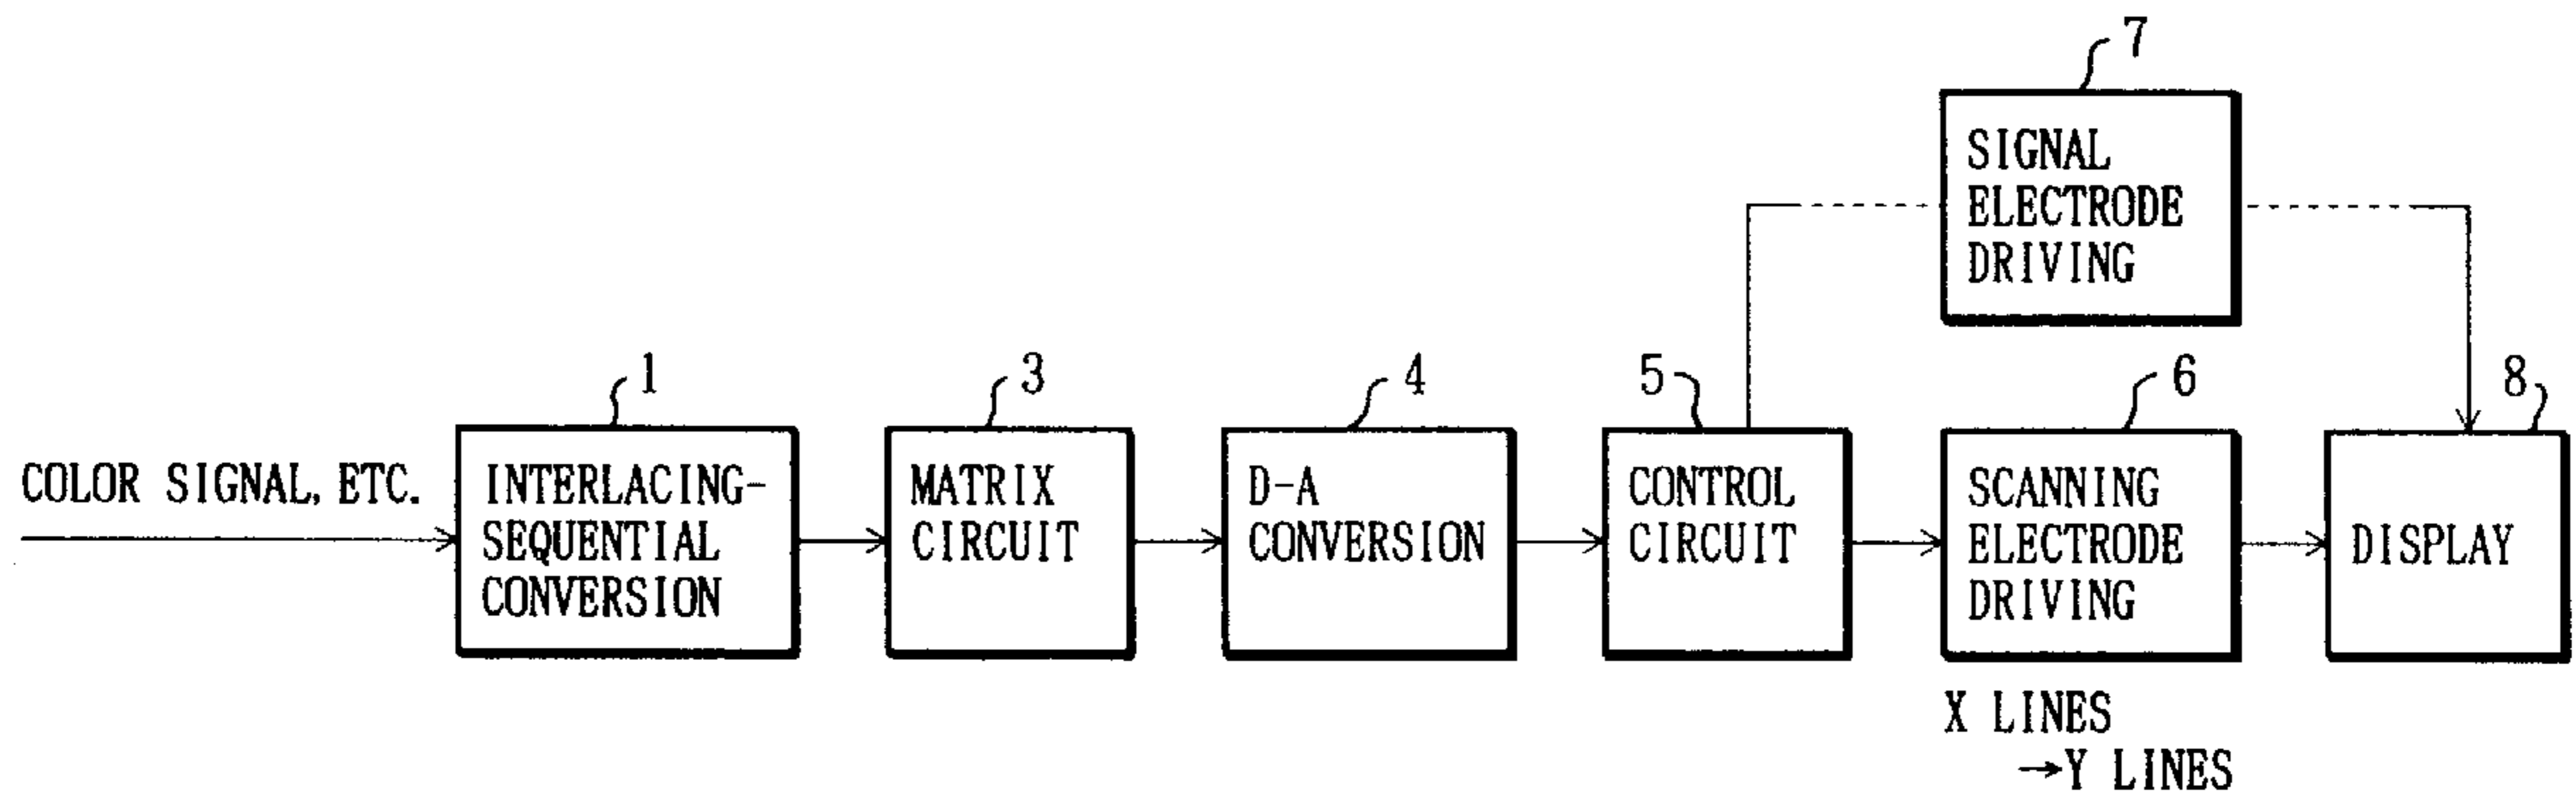 7
SIGNAL
ELECTRODE
DRIVING
1
3
4
5
6
8
COLOR SIGNAL, ETC.
INTERLACING-
SEQUENTIAL
CONVERSION
MATRIX
CIRCUIT
D-A
CONVERSION
CONTROL
CIRCUIT
SCANNING
ELECTRODE
DRIVING
DISPLAY
X LINES
→Y LINES